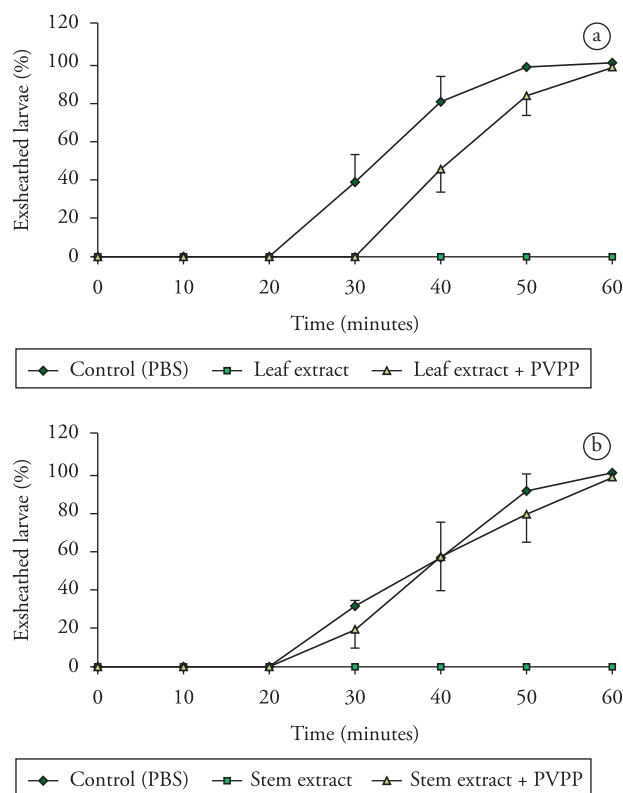 120
a
100
80
60
40
20
0
Exsheathed larvae (%)
0 10 20 30 40 50 60
Time (minutes)
Control (PBS) Leaf extract Leaf extract + PVPP
120
b
100
80
60
40
20
0
Exsheathed larvae (%)
0 10 20 30 40 50 60
Time (minutes)
Control (PBS) Stem extract Stem extract + PVPP